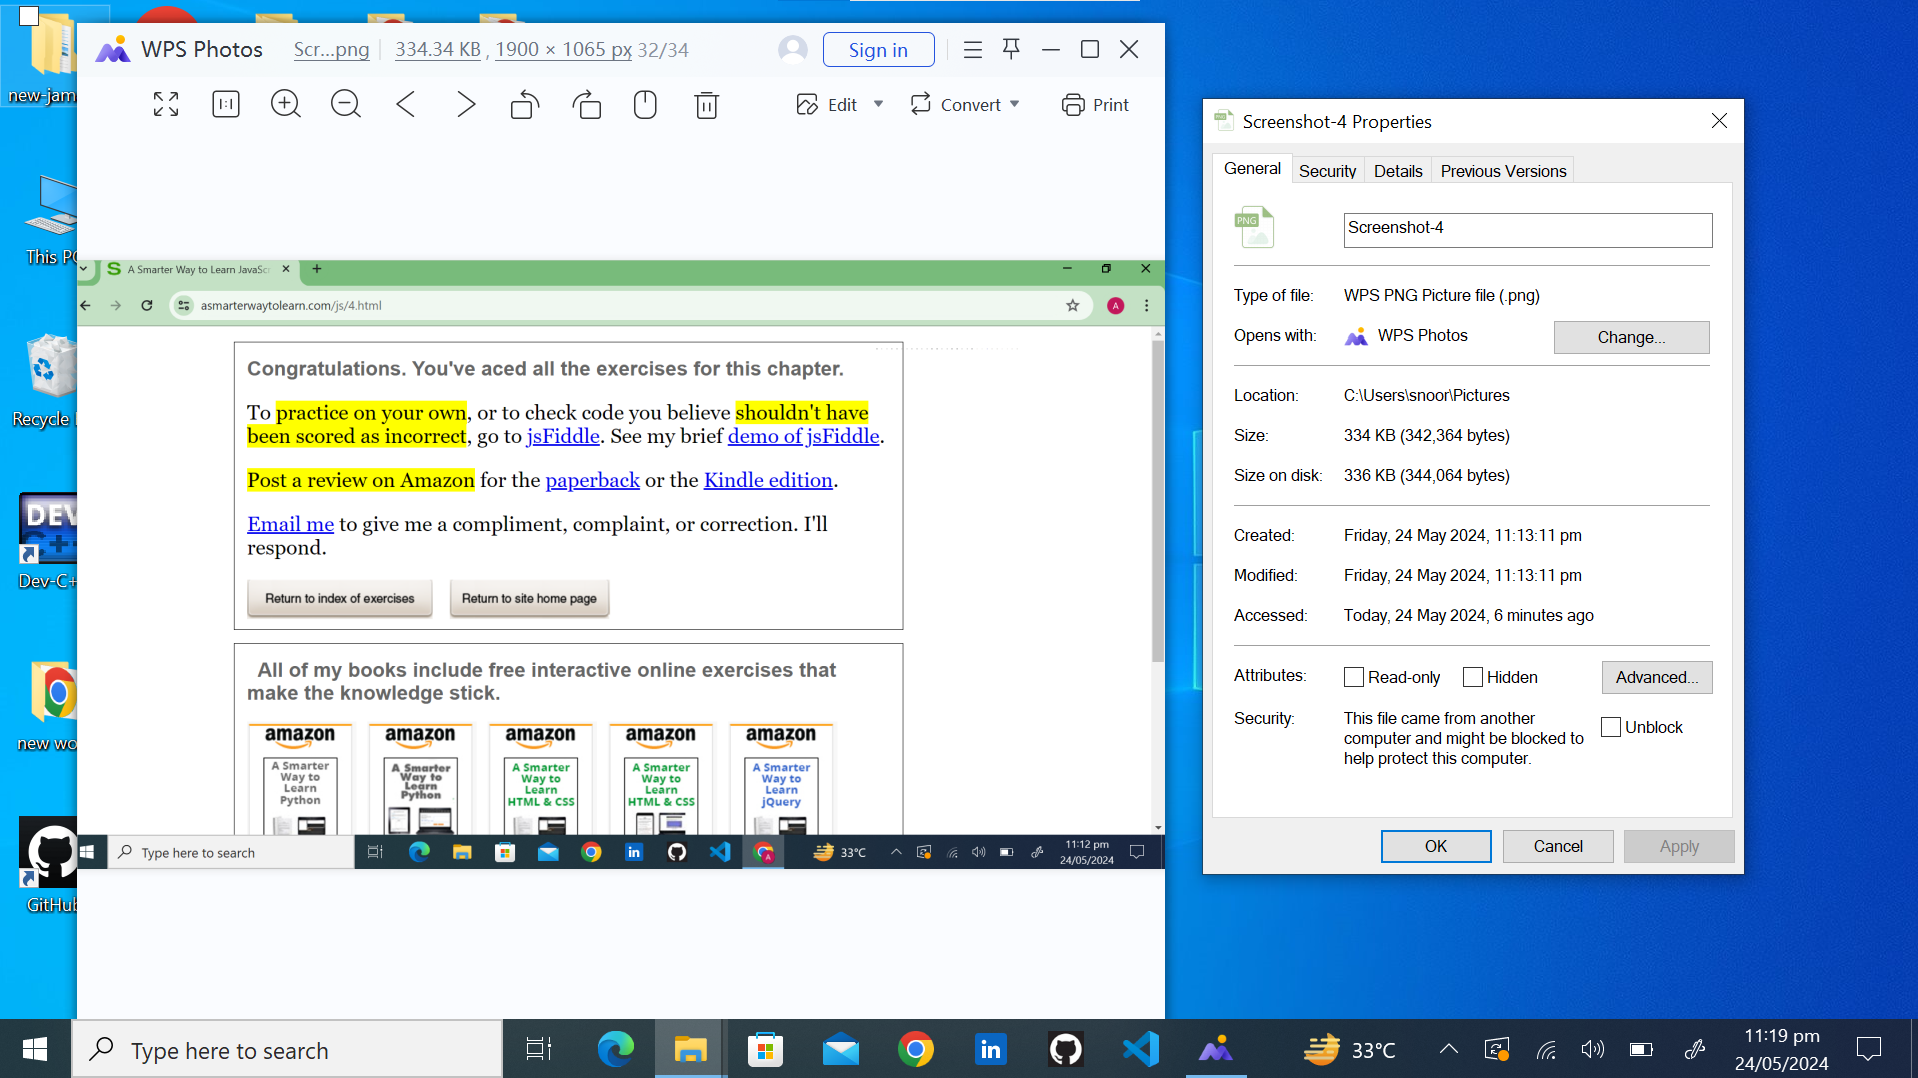 new-jam
This P
Recycle
DEV
C++
Dev-C+
new wo
GitHub
WPS Photos Scr...png 334.34 KB , 1900 × 1065 px 32/34 Sign in
1:1 Edit Convert Print
S A Smarter Way to Learn JavaScr
asmarterwaytolearn.com/js/4.html A
Congratulations. You've aced all the exercises for this chapter.
To practice on your own, or to check code you believe shouldn't have
been scored as incorrect, go to jsFiddle. See my brief demo of jsFiddle.
Post a review on Amazon for the paperback or the Kindle edition.
Email me to give me a compliment, complaint, or correction. I'll
respond.
Return to index of exercises Return to site home page
All of my books include free interactive online exercises that
make the knowledge stick.
amazon amazon amazon amazon amazon
A Smarter Way to Learn Python
A Smarter Way to Learn Python
A Smarter Way to Learn HTML & CSS
A Smarter Way to Learn HTML & CSS
A Smarter Way to Learn jQuery
Type here to search in A 33°C 11:12 pm
24/05/2024
Screenshot-4 Properties
General Security Details Previous Versions
PNG Screenshot-4
Type of file: WPS PNG Picture file (.png)
Opens with: WPS Photos Change...
Location: C:\Users\snoor\Pictures
Size: 334 KB (342,364 bytes)
Size on disk: 336 KB (344,064 bytes)
Created: Friday, 24 May 2024, 11:13:11 pm
Modified: Friday, 24 May 2024, 11:13:11 pm
Accessed: Today, 24 May 2024, 6 minutes ago
Attributes: Read-only Hidden Advanced...
Security: This file came from another
computer and might be blocked to
help protect this computer.
Unblock
OK Cancel Apply
Type here to search in 33°C 11:19 pm
24/05/2024